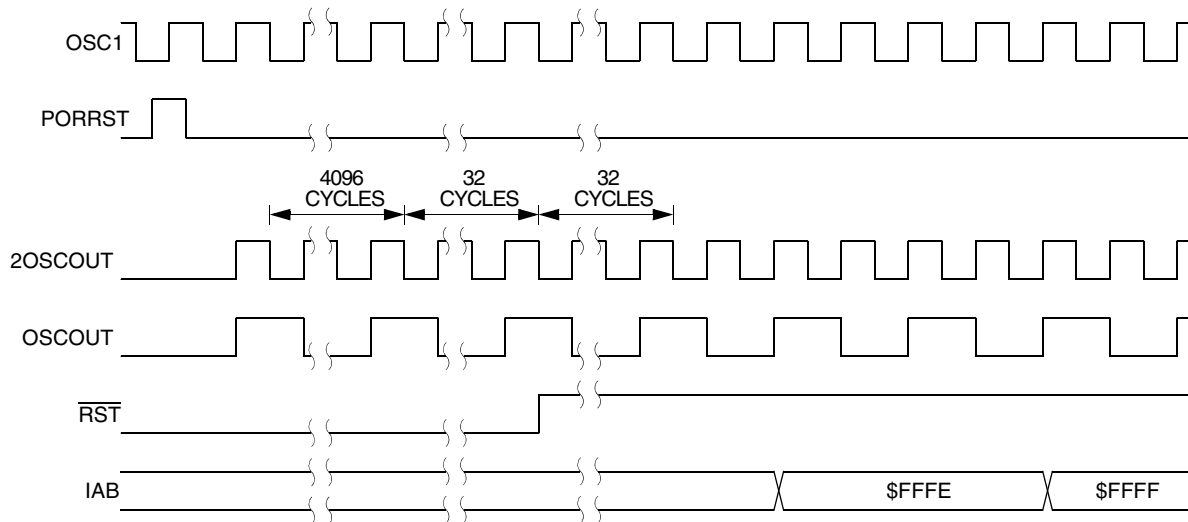 OSC1
PORRST
4096
CYCLES
32
CYCLES
32
CYCLES
2OSCOUT
OSCOUT
RST
IAB
$FFFE
$FFFF